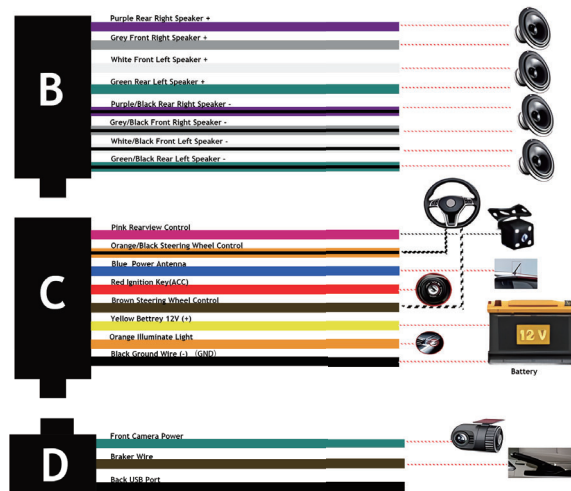 B
Purple Rear Right Speaker +
Grey Front Right Speaker +
White Front Left Speaker +
Green Rear Left Speaker +
Purple/Black Rear Right Speaker -
Grey/Black Front Right Speaker -
White/Black Front Left Speaker -
Green/Black Rear Left Speaker -
C
Pink Rearview Control
Orange/Black Steering Wheel Control
Blue Power Antenna
Red Ignition Key(ACC)
Brown Steering Wheel Control
Yellow Bettrey 12V (+)
Orange Illuminate Light
Black Ground Wire (-) (GND)
12 V
Battery
D
Front Camera Power
Braker Wire
Back USB Port